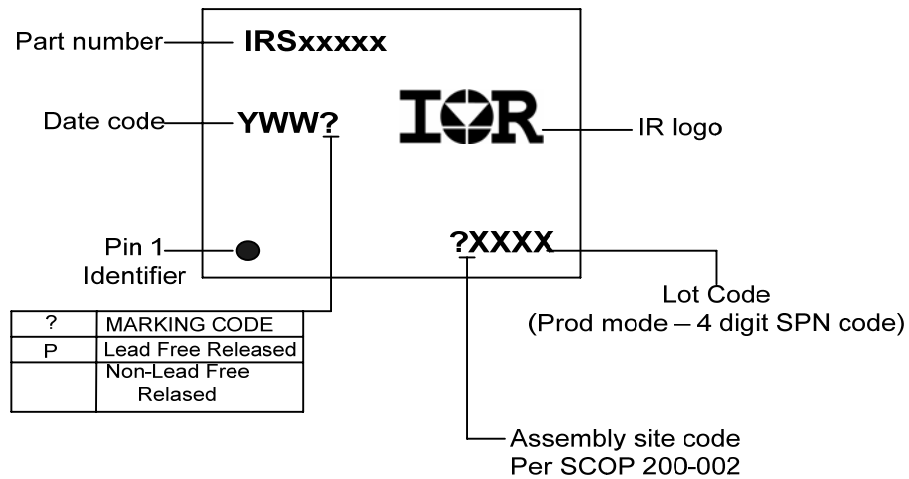 Part number
IRSxxxxx
Date code
YWW?
IOR
IR logo
Pin 1
Identifier
?XXXX
Lot Code
(Prod mode – 4 digit SPN code)
? MARKING CODE
P Lead Free Released
Non-Lead Free
Relased
Assembly site code
Per SCOP 200-002